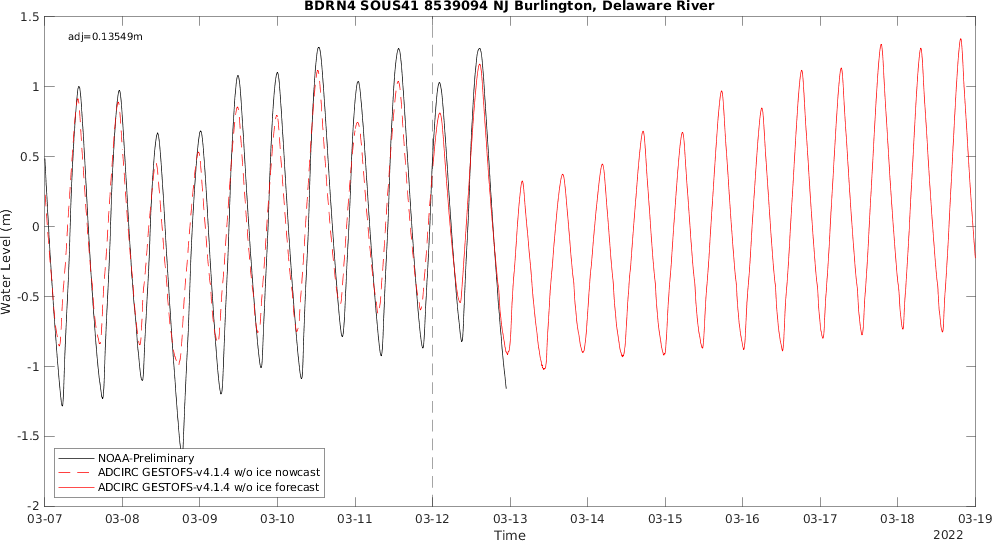 BDRN4 SOUS41 8539094 NJ Burlington, Delaware River
1.5
adj=0.13549m
1
0.5
0
-0.5
-1
-1.5
-2
Water Level (m)
NOAA-Preliminary
ADCIRC GESTOFS-v4.1.4 w/o ice nowcast
ADCIRC GESTOFS-v4.1.4 w/o ice forecast
03-07 03-08 03-09 03-10 03-11 03-12 03-13 03-14 03-15 03-16 03-17 03-18 03-19
Time
2022